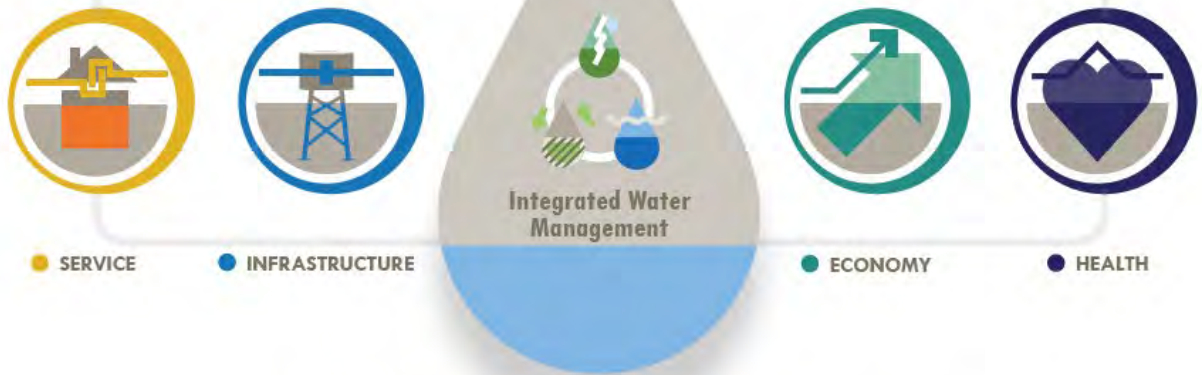 Integrated Water
Management
SERVICE
INFRASTRUCTURE
ECONOMY
HEALTH